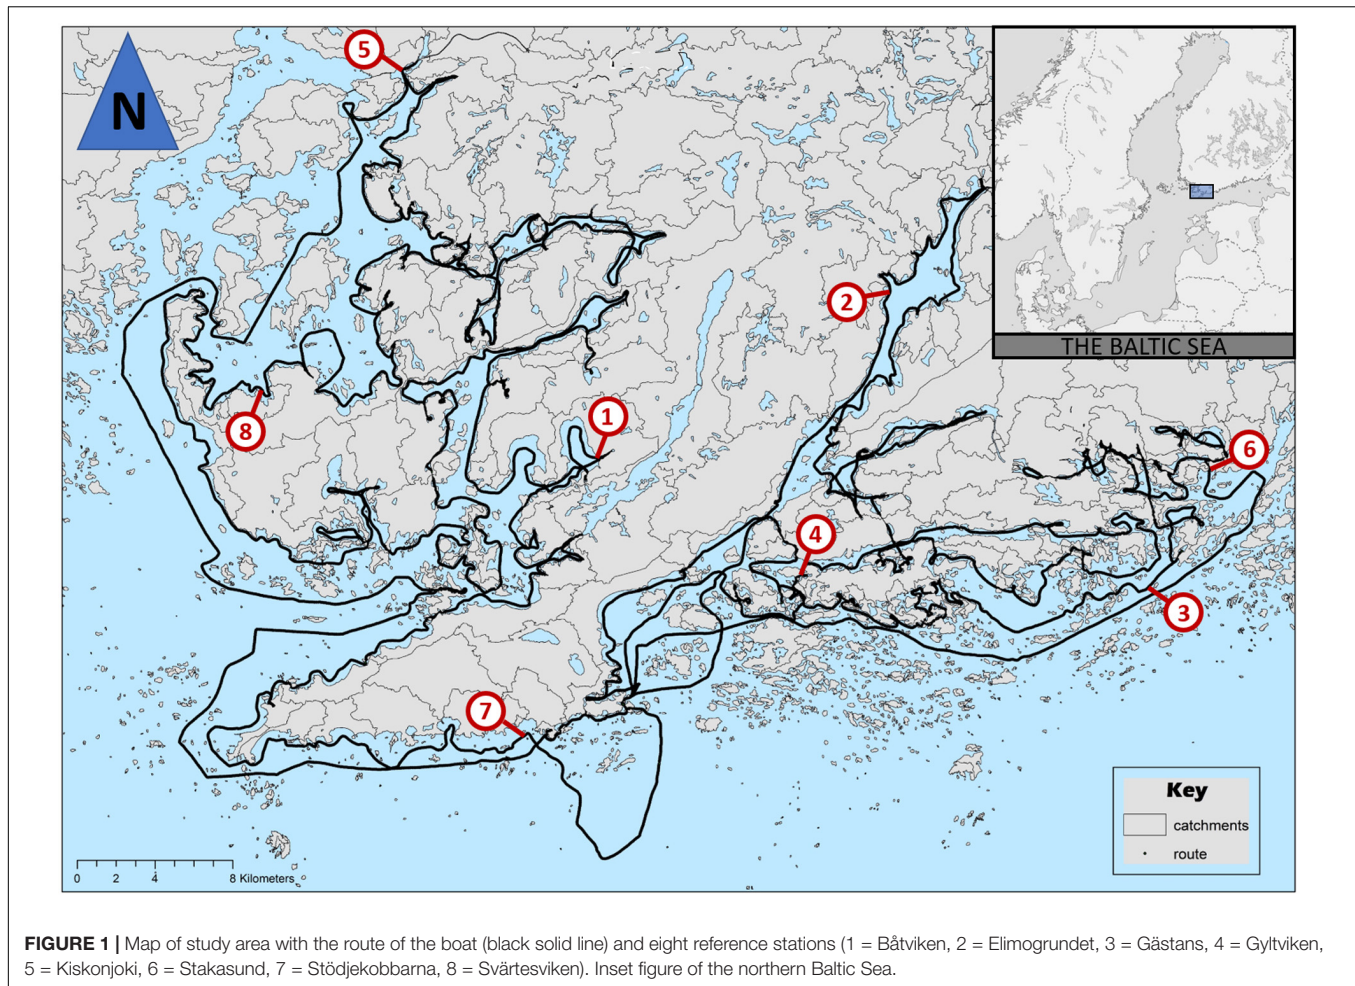 N
5
2
1
8
6
4
3
7
THE BALTIC SEA
Key
catchments
route
0 2 4 8 Kilometers
FIGURE 1 | Map of study area with the route of the boat (black solid line) and eight reference stations (1 = Båtviken, 2 = Elimogrundet, 3 = Gästans, 4 = Gyltviken,
5 = Kiskonjoki, 6 = Stakasund, 7 = Stödjekobbarna, 8 = Svärtesviken). Inset figure of the northern Baltic Sea.